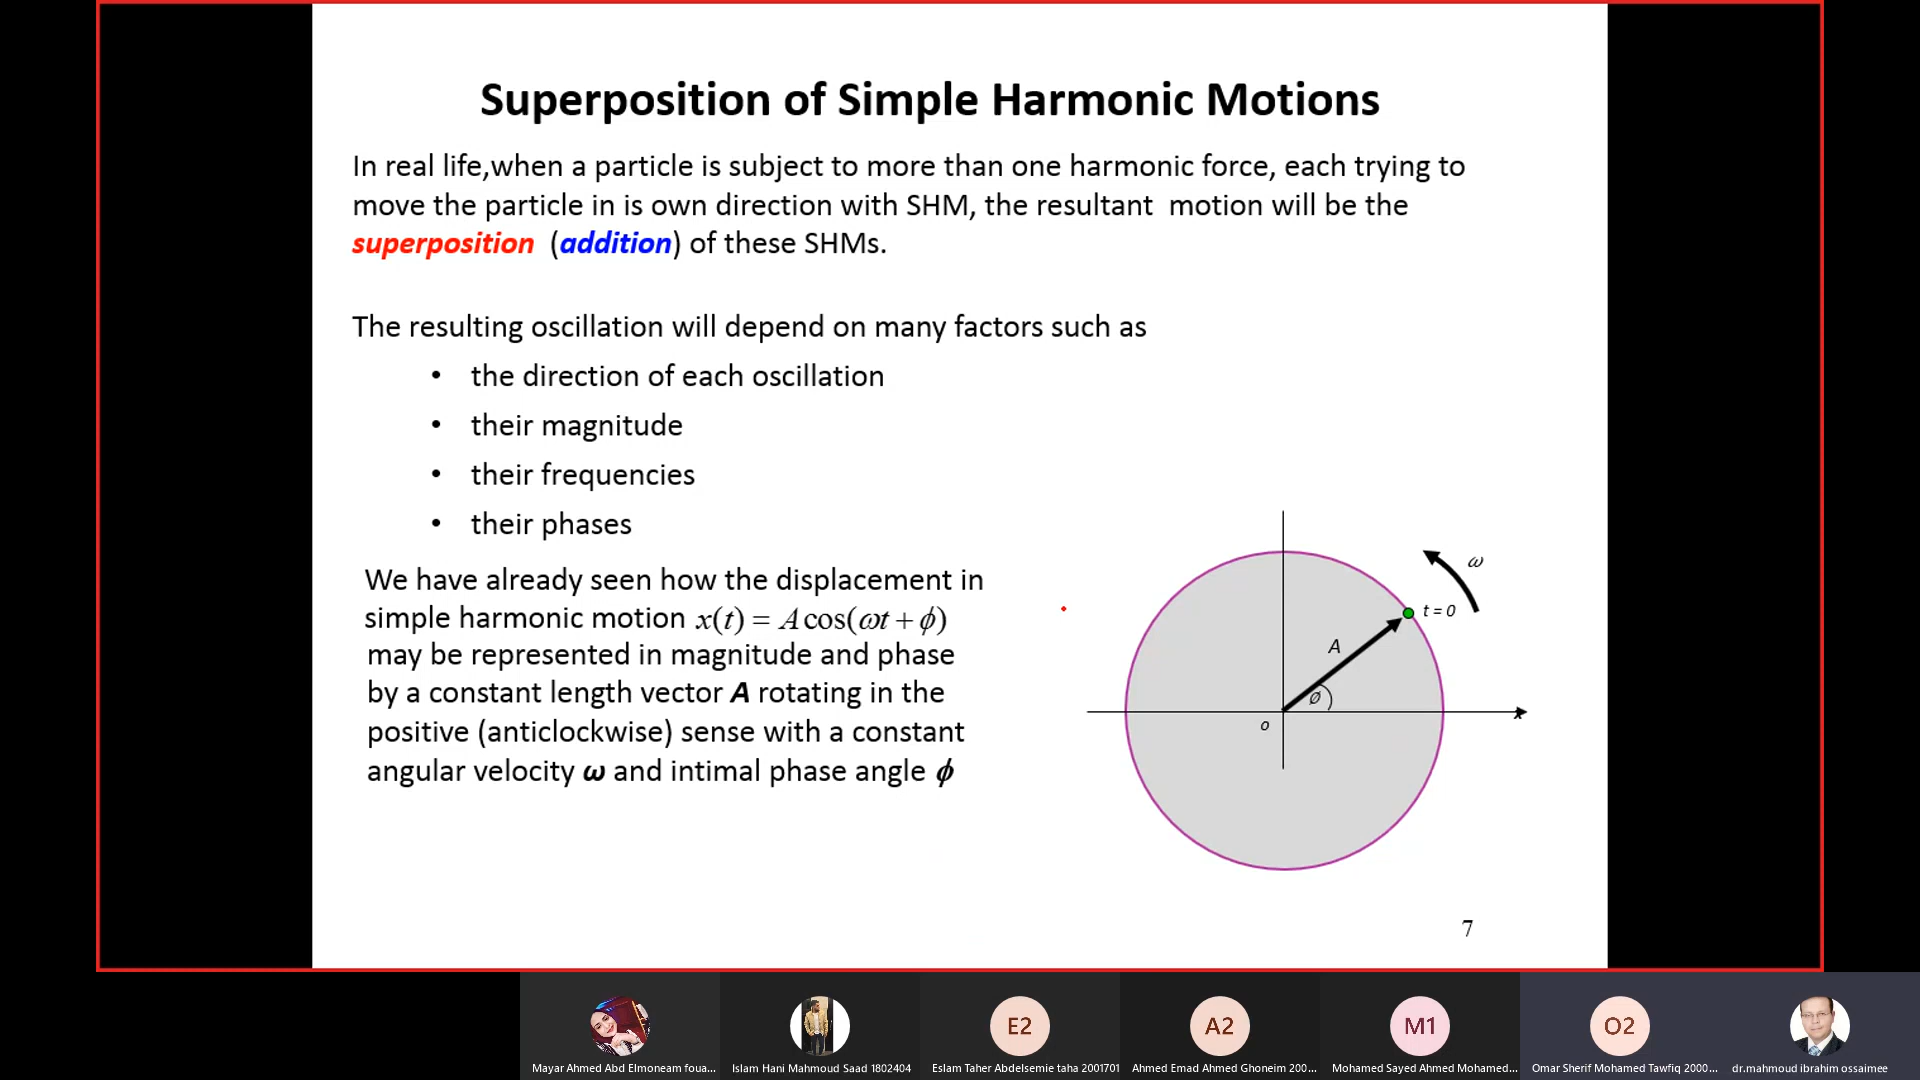 Superposition of Simple Harmonic Motions
In real life,when a particle is subject to more than one harmonic force, each trying to
move the particle in is own direction with SHM, the resultant motion will be the
superposition (addition) of these SHMs.
The resulting oscillation will depend on many factors such as
• the direction of each oscillation
• their magnitude
• their frequencies
• their phases
We have already seen how the displacement in
simple harmonic motion x(t) = A cos(ωt + ϕ)
may be represented in magnitude and phase
by a constant length vector A rotating in the
positive (anticlockwise) sense with a constant
angular velocity ω and intimal phase angle ϕ
ω
t = 0
A
ø
o
x
7
E2
A2
M1
O2
Mayar Ahmed Abd Elmoneam foua...
Islam Hani Mahmoud Saad 1802404
Eslam Taher Abdelsemie taha 2001701
Ahmed Emad Ahmed Ghoneim 200...
Mohamed Sayed Ahmed Mohamed...
Omar Sherif Mohamed Tawfiq 2000...
dr.mahmoud ibrahim ossaimee